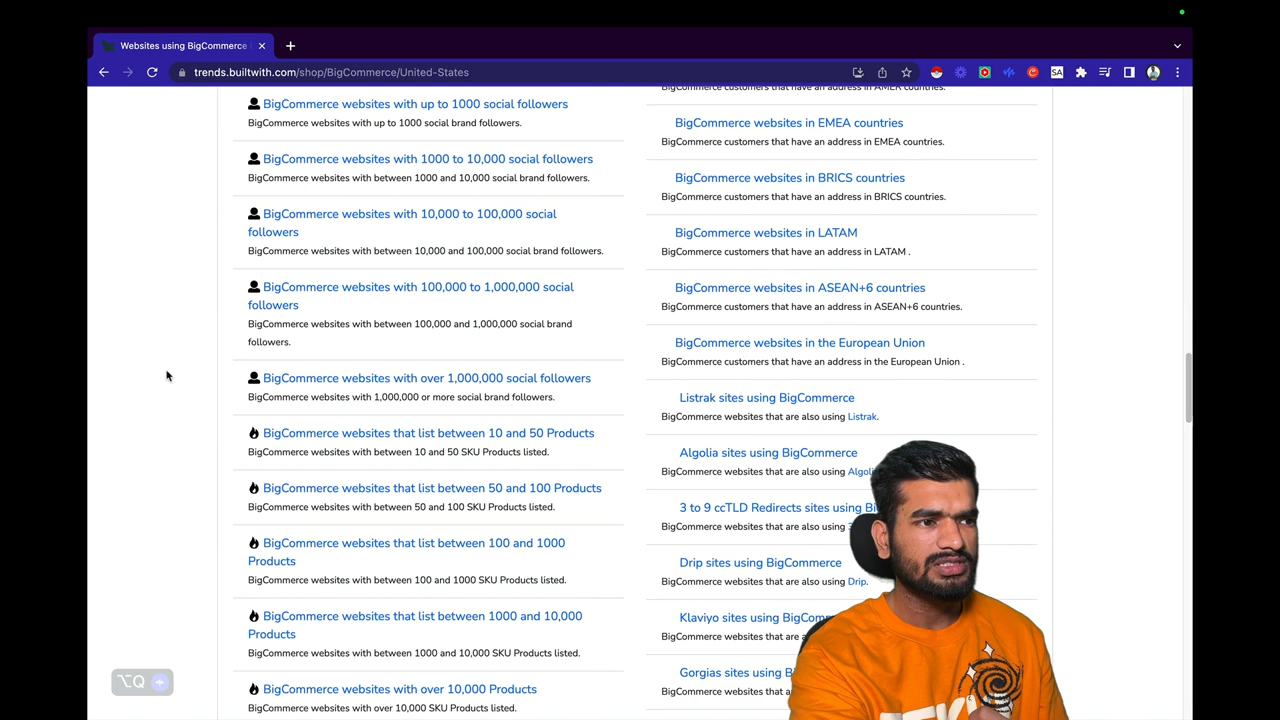 Websites using BigCommerce
trends.builtwith.com/shop/BigCommerce/United-States
SA
BigCommerce websites with up to 1000 social followers
BigCommerce websites with up to 1000 social brand followers.
BigCommerce websites with 1000 to 10,000 social followers
BigCommerce websites with between 1000 and 10,000 social brand followers.
BigCommerce websites with 10,000 to 100,000 social
followers
BigCommerce websites with between 10,000 and 100,000 social brand followers.
BigCommerce websites with 100,000 to 1,000,000 social
followers
BigCommerce websites with between 100,000 and 1,000,000 social brand
followers.
BigCommerce websites with over 1,000,000 social followers
BigCommerce websites with 1,000,000 or more social brand followers.
BigCommerce websites that list between 10 and 50 Products
BigCommerce websites with between 10 and 50 SKU Products listed.
BigCommerce websites that list between 50 and 100 Products
BigCommerce websites with between 50 and 100 SKU Products listed.
BigCommerce websites that list between 100 and 1000
Products
BigCommerce websites with between 100 and 1000 SKU Products listed.
BigCommerce websites that list between 1000 and 10,000
Products
BigCommerce websites with between 1000 and 10,000 SKU Products listed.
BigCommerce websites with over 10,000 Products
BigCommerce websites with over 10,000 SKU Products listed.
BigCommerce customers that have an address in AMER countries.
BigCommerce websites in EMEA countries
BigCommerce customers that have an address in EMEA countries.
BigCommerce websites in BRICS countries
BigCommerce customers that have an address in BRICS countries.
BigCommerce websites in LATAM
BigCommerce customers that have an address in LATAM .
BigCommerce websites in ASEAN+6 countries
BigCommerce customers that have an address in ASEAN+6 countries.
BigCommerce websites in the European Union
BigCommerce customers that have an address in the European Union .
Listrak sites using BigCommerce
BigCommerce websites that are also using Listrak.
Algolia sites using BigCommerce
BigCommerce websites that are also using Algoli
3 to 9 ccTLD Redirects sites using Bi
BigCommerce websites that are also using 3
Drip sites using BigCommerce
BigCommerce websites that are also using Drip.
Klaviyo sites using BigCom
BigCommerce websites that are a
Gorgias sites using B
BigCommerce websites that a
⌥Q